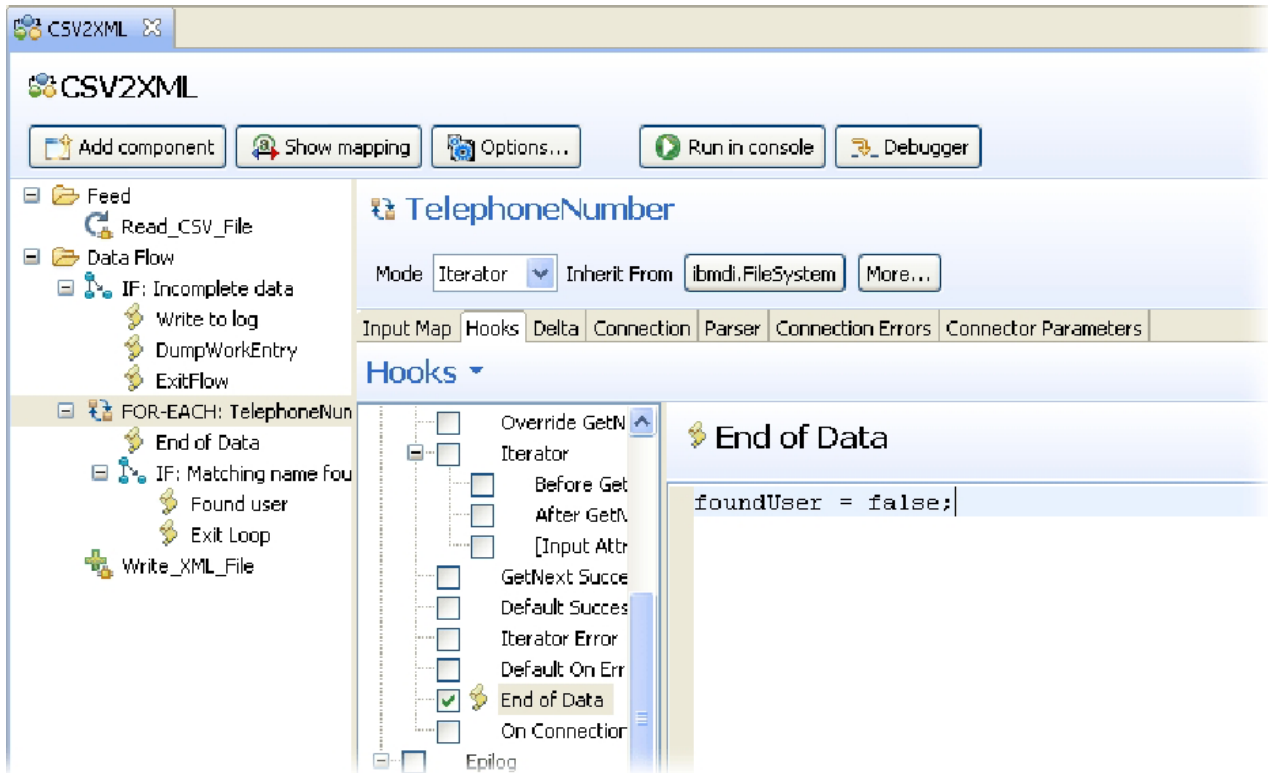 CSV2XML
CSV2XML
Add component Show mapping Options... Run in console Debugger
Feed
Read_CSV_File
Data Flow
IF: Incomplete data
Write to log
DumpWorkEntry
ExitFlow
FOR-EACH: TelephoneNum
End of Data
IF: Matching name fou
Found user
Exit Loop
Write_XML_File
TelephoneNumber
Mode Iterator Inherit From ibmdi.FileSystem More...
Input Map Hooks Delta Connection Parser Connection Errors Connector Parameters
Hooks
Override GetN
Iterator
Before Get
After GetN
[Input Attr
GetNext Succe
Default Succes
Iterator Error
Default On Err
End of Data
On Connection
Epilog
End of Data
foundUser = false;